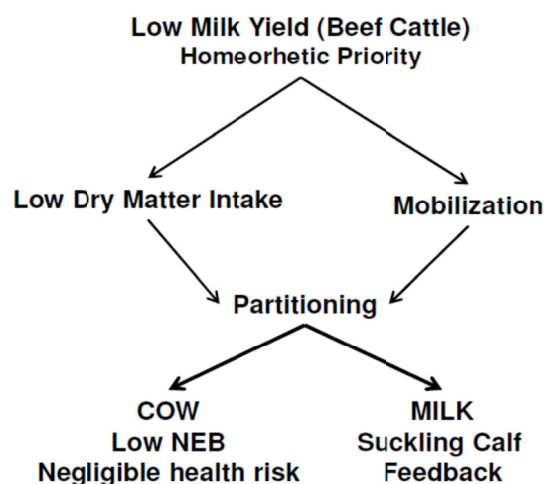 Low Milk Yield (Beef Cattle)
Homeorhetic Priority
Low Dry Matter Intake
Mobilization
Partitioning
COW
Low NEB
Negligible health risk
MILK
Suckling Calf
Feedback